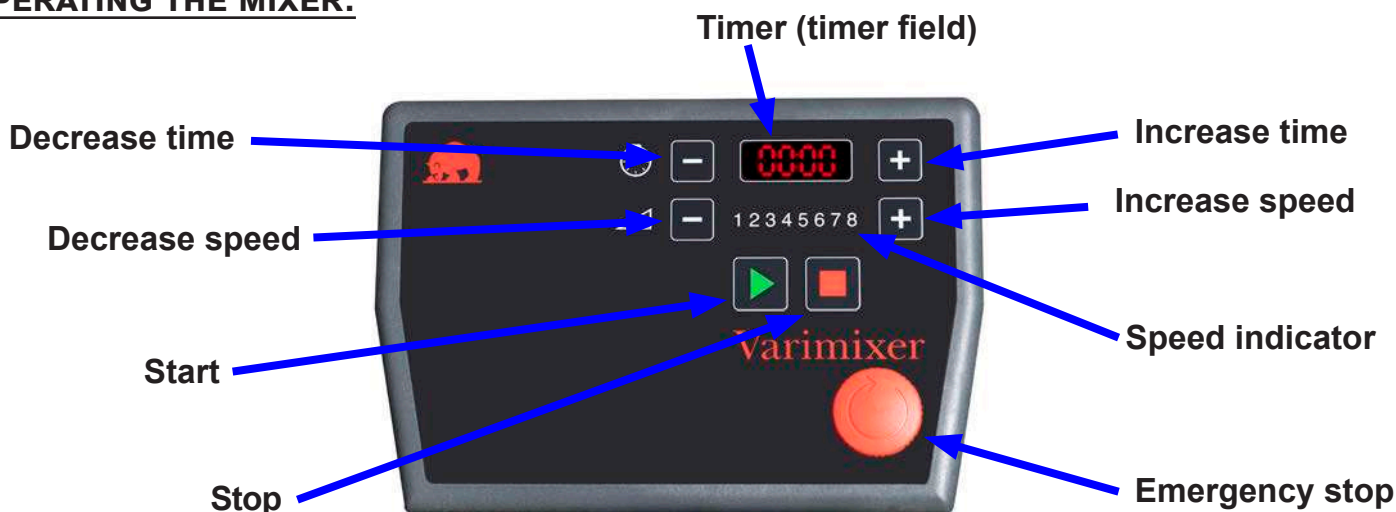 PERATING THE MIXER:
Timer (timer field)
Decrease time
Increase time
0000
Decrease speed
Increase speed
12345678
Start
Speed indicator
Varimixer
Stop
Emergency stop